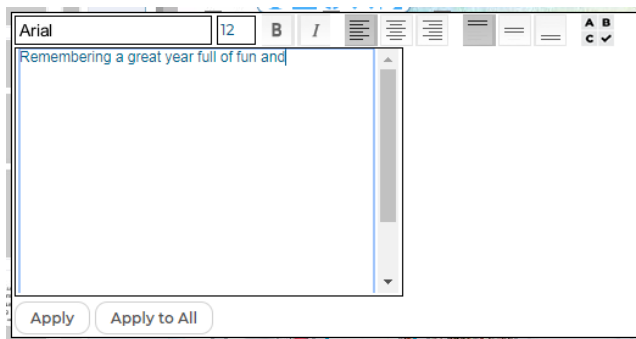 Arial 12 B I A B C
Remembering a great year full of fun and
Apply Apply to All